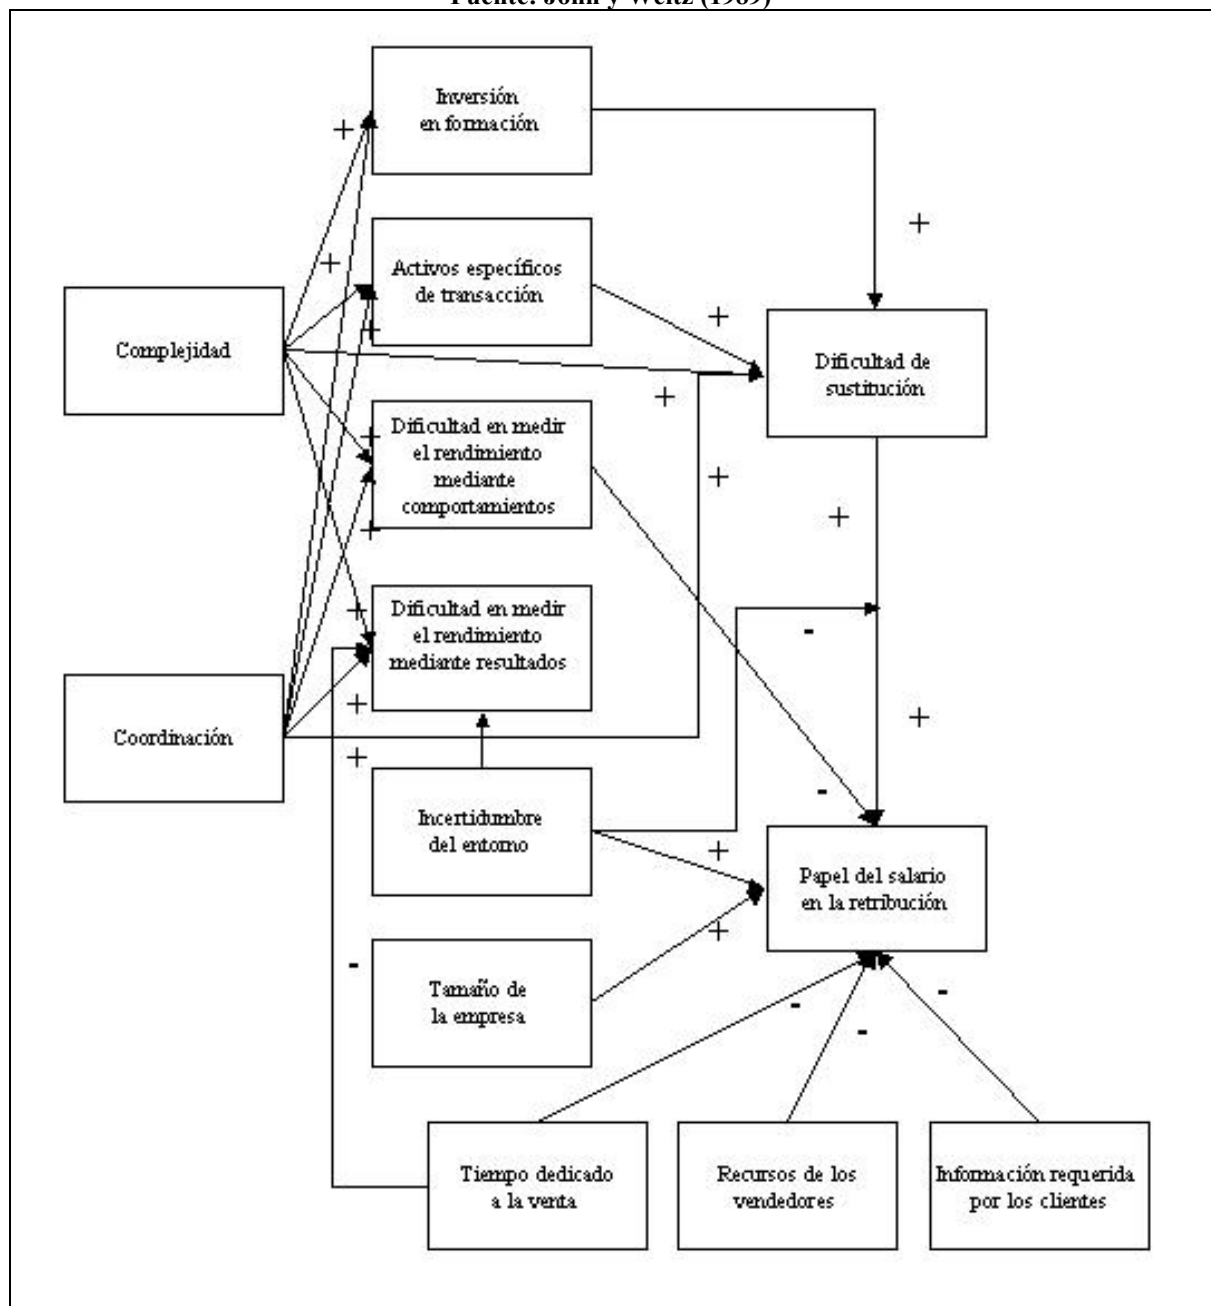 Fuente: John y Weitz (1989)
Inversión
en formación
+
+
+
Activos específicos
de transacción
+
+
Complejidad
Dificultad de
sustitución
+
+
Dificultad en medir
el rendimiento
mediante
comportamientos
+
+
+
Dificultad en medir
el rendimiento
mediante resultados
+
-
Coordinación
+
+
+
Incertidumbre
del entorno
-
+
Papel del salario
en la retribución
+
-
Tamaño de
la empresa
-
-
-
Tiempo dedicado
a la venta
Recursos de los
vendedores
Información requerida
por los clientes